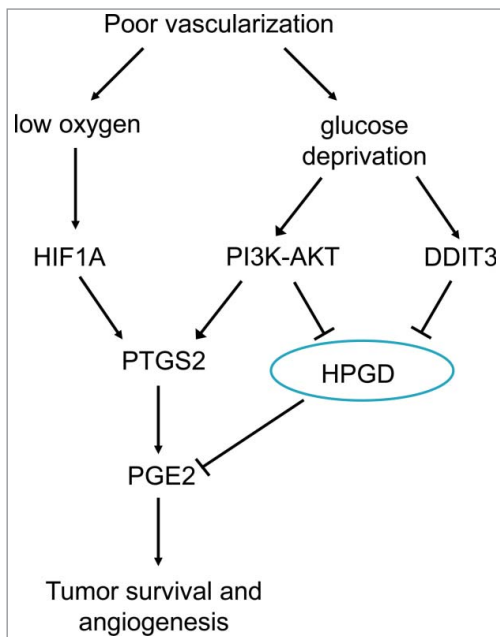 Poor vascularization
low oxygen
glucose
deprivation
HIF1A
PI3K-AKT
DDIT3
PTGS2
HPGD
PGE2
Tumor survival and
angiogenesis